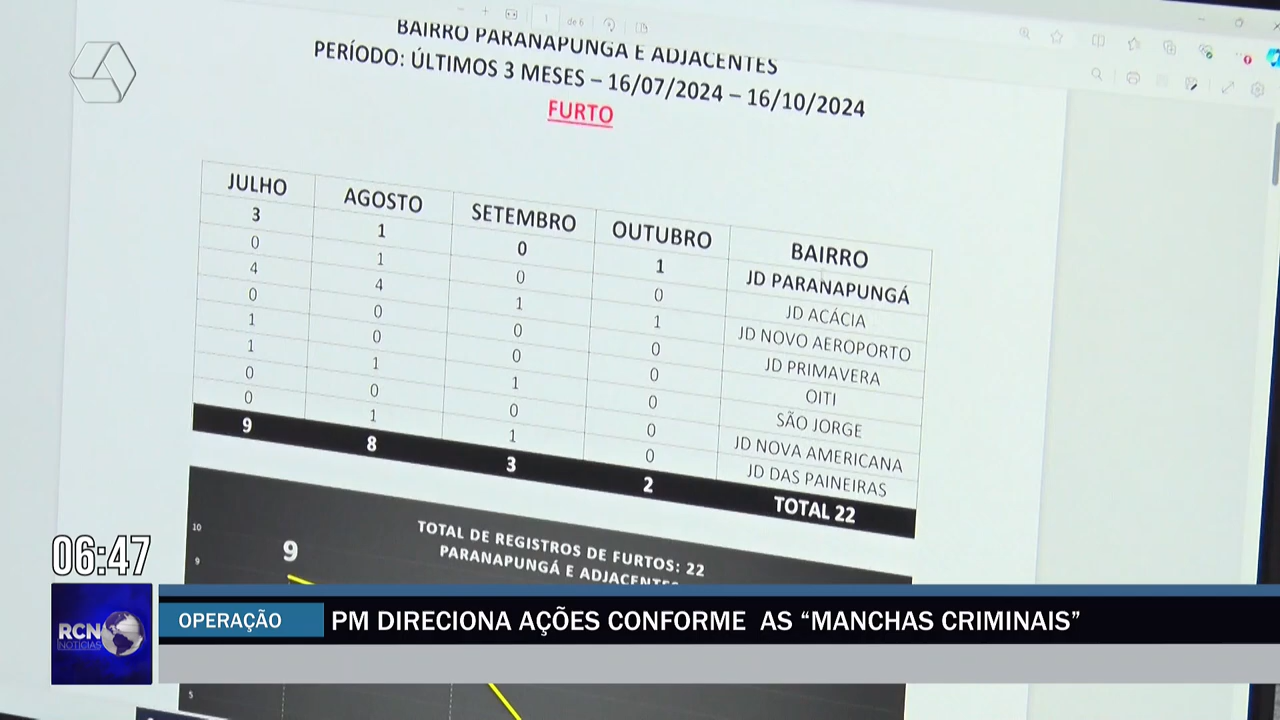 1 de 6
BAIRRO PARANAPUNGÁ E ADJACENTES
PERÍODO: ÚLTIMOS 3 MESES – 16/07/2024 – 16/10/2024
FURTO
JULHO AGOSTO SETEMBRO OUTUBRO BAIRRO
3 1 0 1 JD PARANAPUNGÁ
0 1 0 0 JD ACÁCIA
4 4 1 1 JD NOVO AEROPORTO
0 0 0 0 JD PRIMAVERA
1 0 0 0 OITI
1 1 1 0 SÃO JORGE
0 0 0 0 JD NOVA AMERICANA
0 1 1 0 JD DAS PAINEIRAS
9 8 3 2 TOTAL 22
TOTAL DE REGISTROS DE FURTOS: 22
PARANAPUNGÁ E ADJACENTES
10
9
9
5
06:47
RCN
NOTÍCIAS
OPERAÇÃO
PM DIRECIONA AÇÕES CONFORME AS “MANCHAS CRIMINAIS”